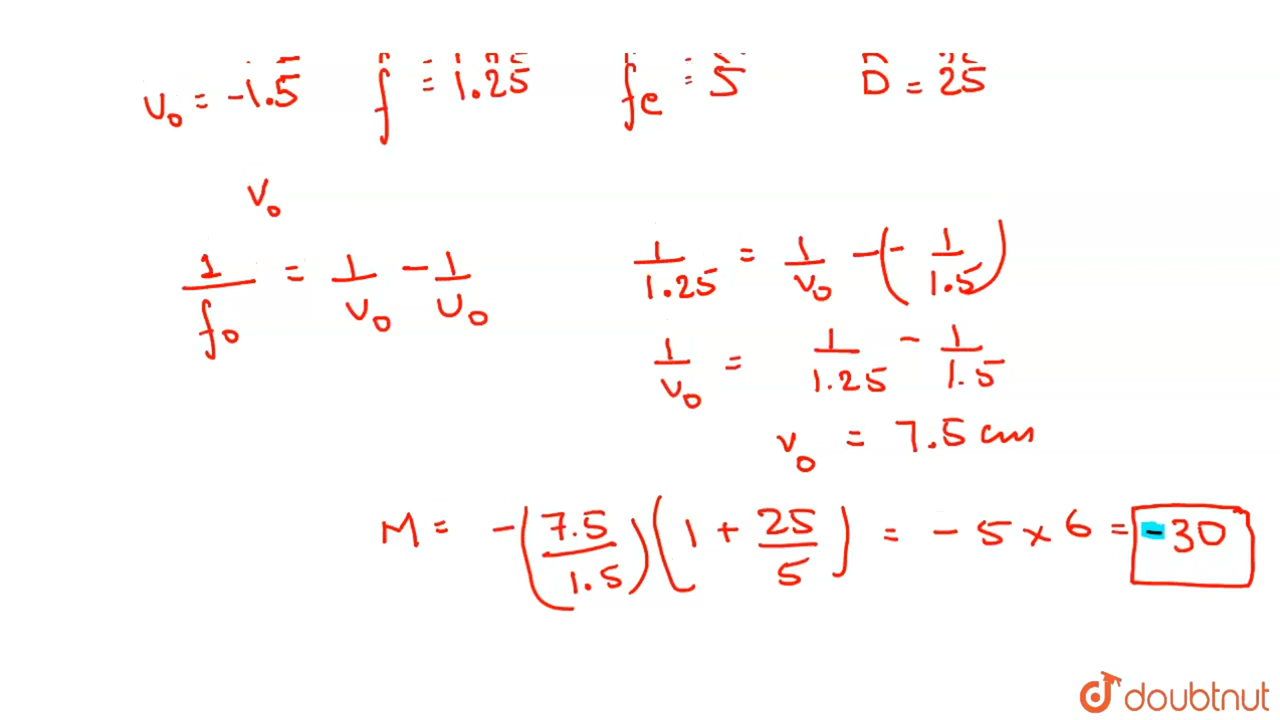 v₀ = -1.5 f = 1.25 fe = 5 D = 25
v₀
1/f₀ = 1/v₀ - 1/u₀
1/1.25 = 1/v₀ - (- 1/1.5)
1/v₀ = 1/1.25 - 1/1.5
v₀ = 7.5 cm
M = -(7.5/1.5)(1 + 25/5) = - 5 × 6 = -30
doubtnut